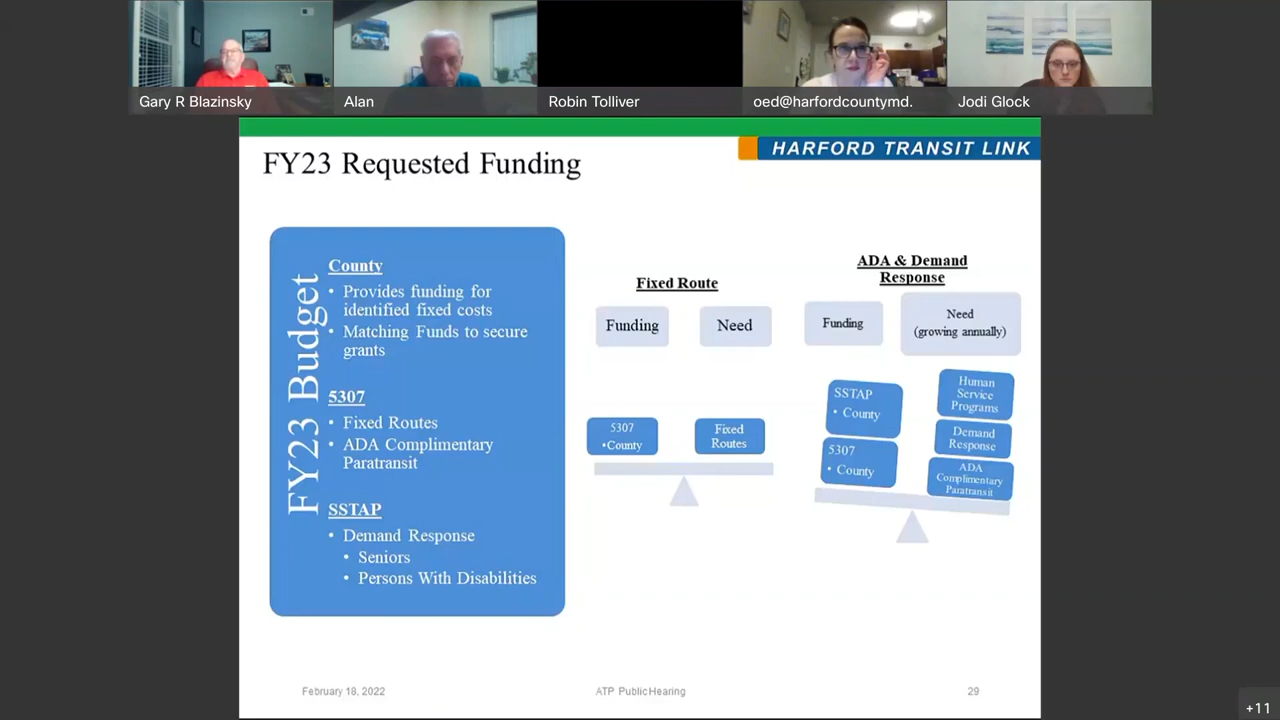 Gary R Blazinsky
Alan
Robin Tolliver
oed@harfordcountymd.
Jodi Glock
HARFORD TRANSIT LINK
FY23 Requested Funding
FY23 Budget
County
• Provides funding for
identified fixed costs
• Matching Funds to secure
grants
5307
• Fixed Routes
• ADA Complimentary
Paratransit
SSTAP
• Demand Response
• Seniors
• Persons With Disabilities
Fixed Route
Funding
Need
5307
•County
Fixed
Routes
ADA & Demand
Response
Funding
Need
(growing annually)
SSTAP
• County
5307
• County
Human
Service
Programs
Demand
Response
ADA
Complimentary
Paratransit
February 18, 2022
ATP Public Hearing
29
+11